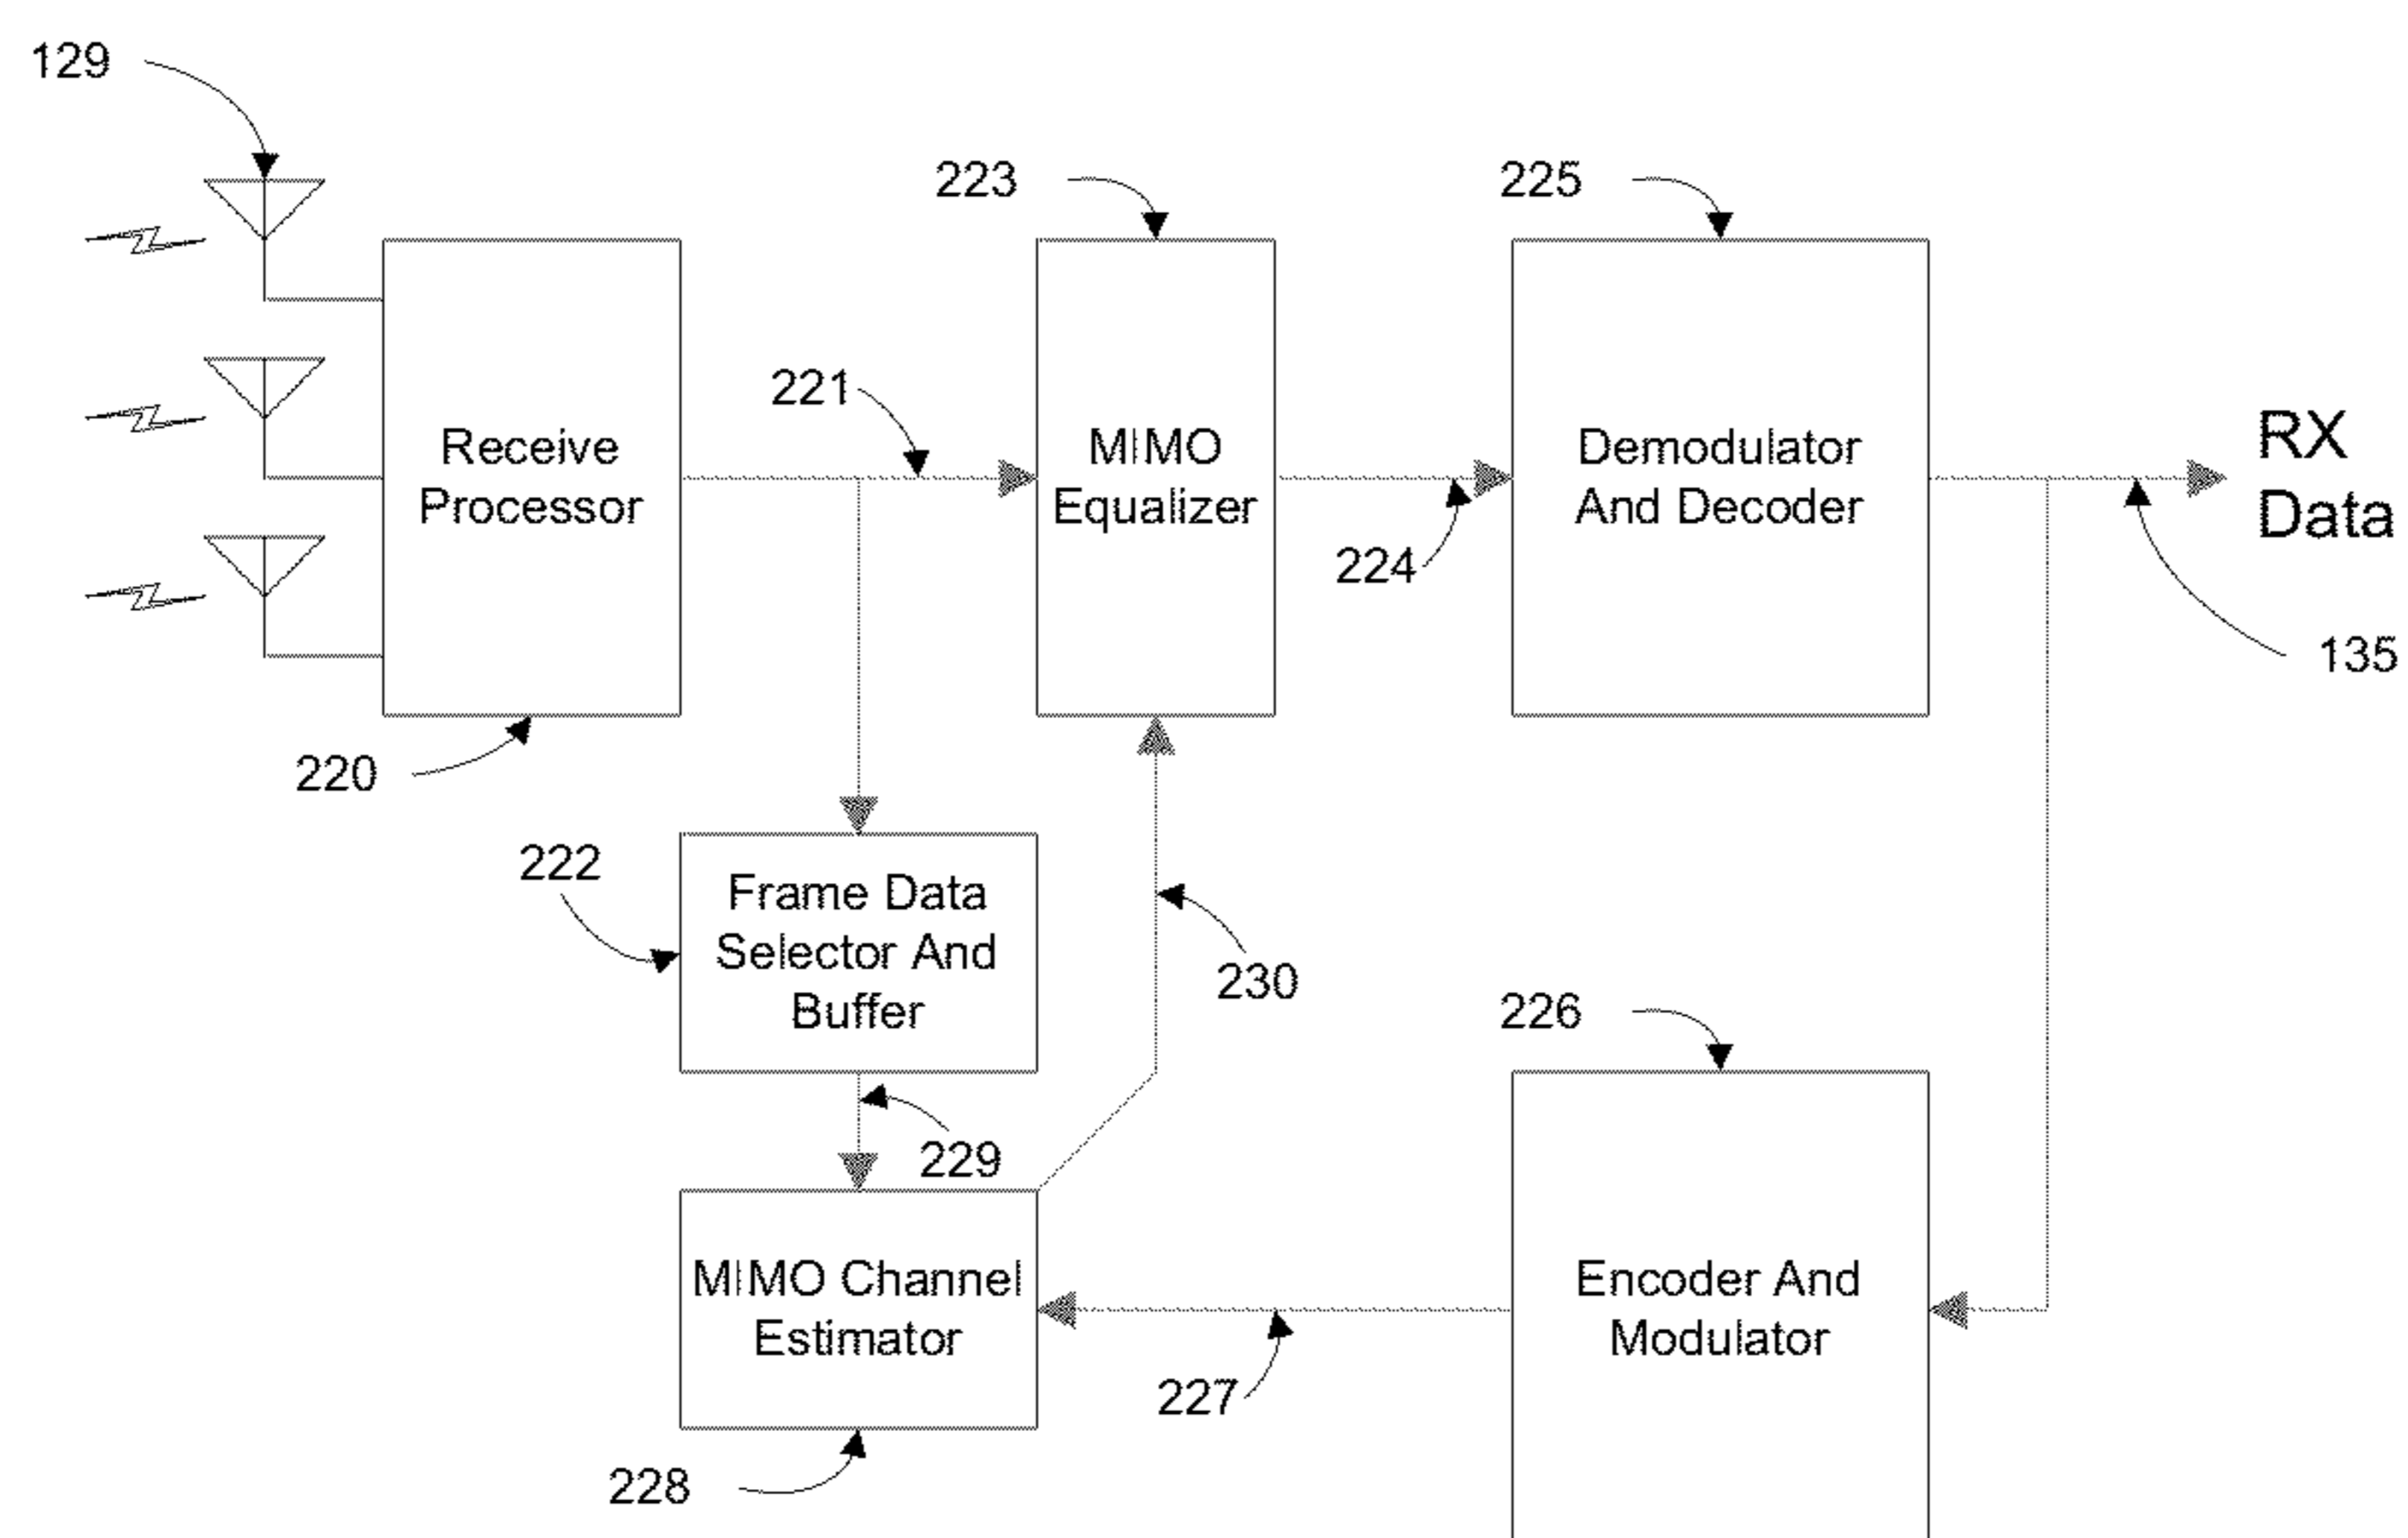 129
223
225
221
Receive
Processor
MIMO
Equalizer
Demodulator
And Decoder
RX
Data
224
135
220
222
Frame Data
Selector And
Buffer
230
226
229
MIMO Channel
Estimator
Encoder And
Modulator
227
228